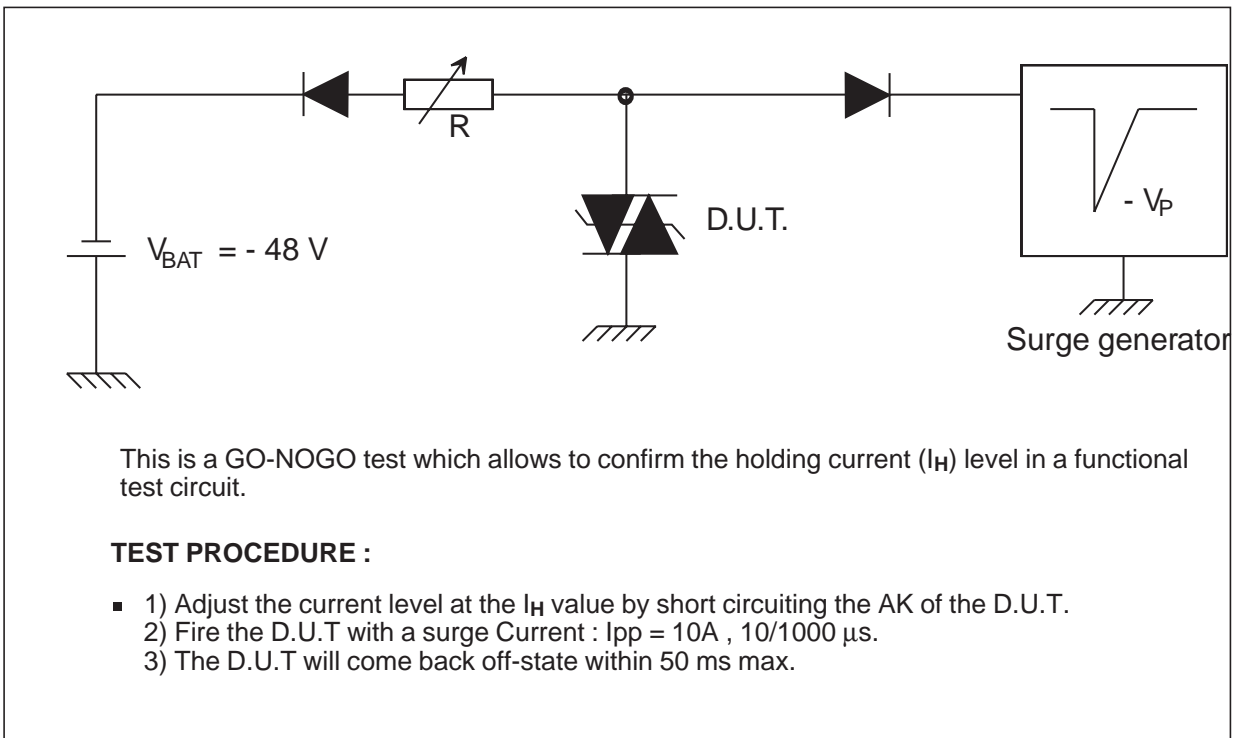 R
- VP
D.U.T.
VBAT = - 48 V
Surge generator
This is a GO-NOGO test which allows to confirm the holding current (IH) level in a functional
test circuit.
TEST PROCEDURE :
■ 1) Adjust the current level at the IH value by short circuiting the AK of the D.U.T.
2) Fire the D.U.T with a surge Current : Ipp = 10A , 10/1000 μs.
3) The D.U.T will come back off-state within 50 ms max.